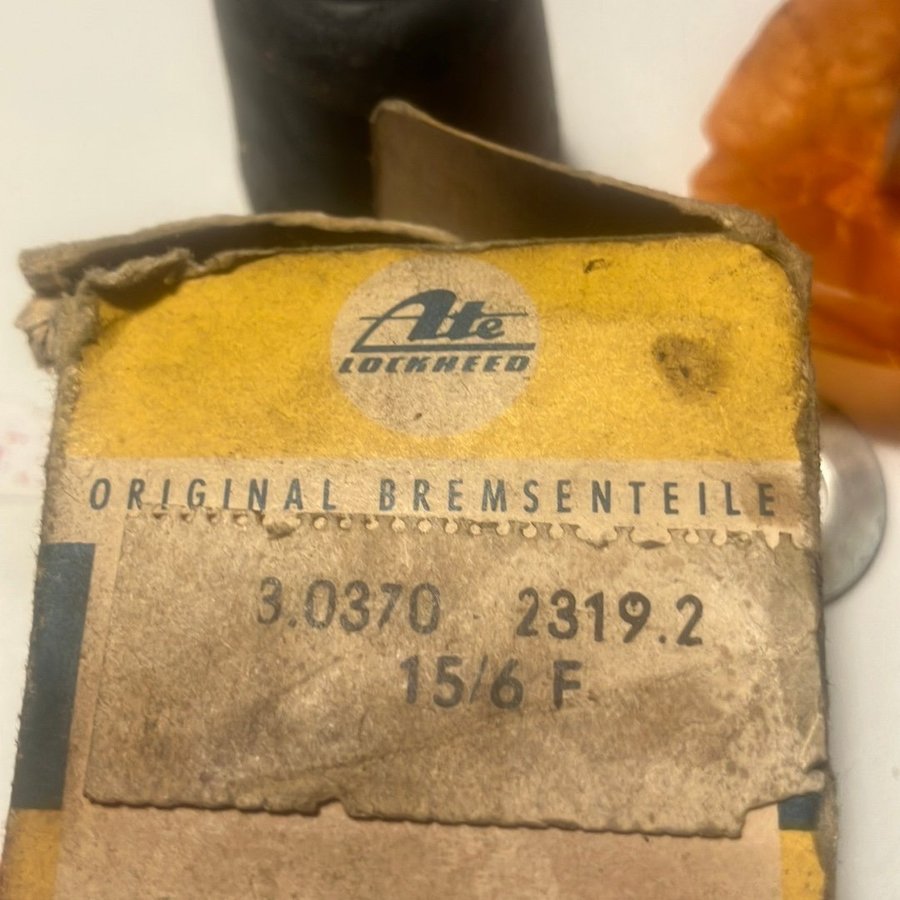 Ate
LOCKHEED
ORIGINAL BREMSENTEILE
3.0370 2319.2
15/6 F